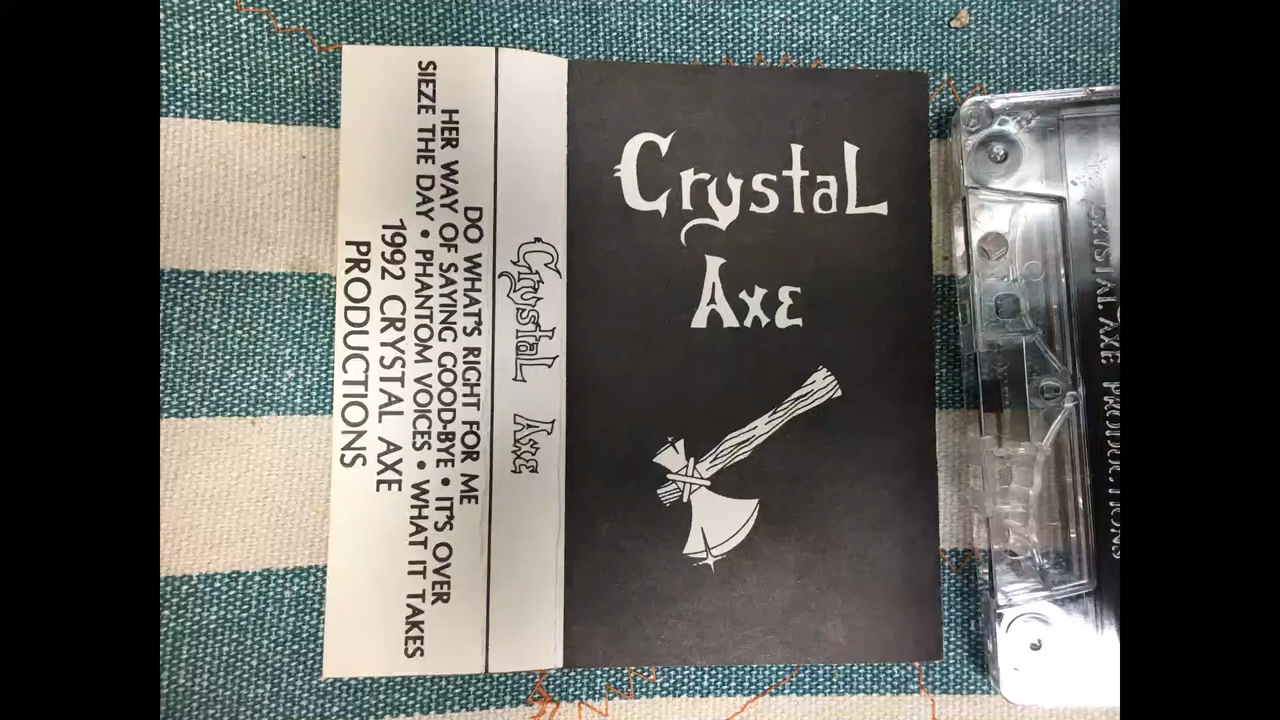 Crystal
Axe
Crystal Axe
DO WHAT'S RIGHT FOR ME
HER WAY OF SAYING GOOD-BYE • IT'S OVER
SIEZE THE DAY • PHANTOM VOICES • WHAT IT TAKES
1992 CRYSTAL AXE
PRODUCTIONS
CRYSTAL AXE PRODUCTIONS